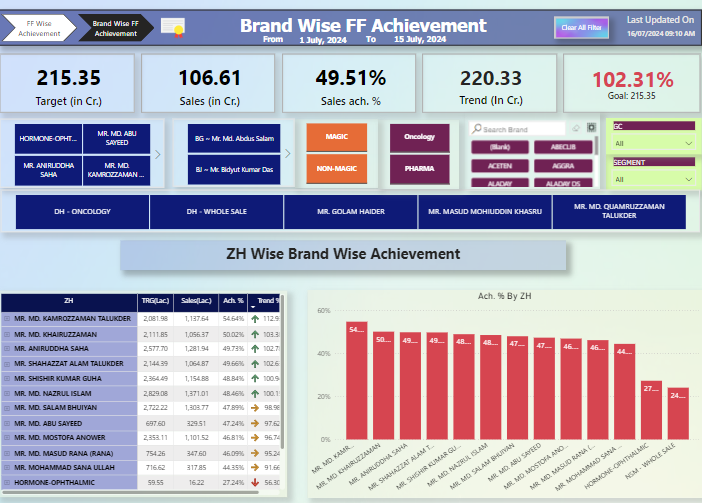 FF Wise
Achievement
Brand Wise FF
Achievement
Brand Wise FF Achievement
From 1 July, 2024 To 15 July, 2024
Clear All Filter
Last Updated On
16/07/2024 09:10 AM
215.35
Target (in Cr.)
106.61
Sales (in Cr.)
49.51%
Sales ach. %
220.33
Trend (In Cr.)
102.31%
Goal: 215.35
HORMONE-OPHT...
MR. MD. ABU
SAYEED
MR. ANIRUDDHA
SAHA
MR. MD.
KAMROZZAMAN ...
BG ~ Mr. Md. Abdus Salam
BJ ~ Mr. Bidyut Kumar Das
MAGIC
NON-MAGIC
Oncology
PHARMA
Search Brand
(Blank)
ABECLIB
ACETEN
AGGRA
ALADAY
ALADAY DS
GC
All
SEGMENT
All
DH - ONCOLOGY
DH - WHOLE SALE
MR. GOLAM HAIDER
MR. MASUD MOHIUDDIN KHASRU
MR. MD. QUAMRUZZAMAN
TALUKDER
ZH Wise Brand Wise Achievement
ZH TRG(Lac.) Sales(Lac.) Ach. % Trend %
MR. MD. KAMROZZAMAN TALUKDER 2,081.98 1,137.64 54.64% 112.9
MR. MD. KHAIRUZZAMAN 2,111.85 1,056.37 50.02% 103.3
MR. ANIRUDDHA SAHA 2,577.70 1,281.94 49.73% 102.7
MR. SHAHAZZAT ALAM TALUKDER 2,144.39 1,064.87 49.66% 102.6
MR. SHISHIR KUMAR GUHA 2,364.49 1,154.88 48.84% 100.9
MR. MD. NAZRUL ISLAM 2,829.08 1,371.01 48.46% 100.1
MR. MD. SALAM BHUIYAN 2,722.22 1,303.77 47.89% 98.98
MR. MD. ABU SAYEED 697.60 329.51 47.24% 97.62
MR. MD. MOSTOFA ANOWER 2,353.11 1,101.52 46.81% 96.74
MR. MD. MASUD RANA (RANA) 754.26 347.60 46.09% 95.24
MR. MOHAMMAD SANA ULLAH 716.62 317.85 44.35% 91.66
HORMONE-OPHTHALMIC 59.55 16.22 27.24% 56.30
Ach. % By ZH
60%
40%
20%
0%
54... 50... 49... 49... 48... 48... 47... 47... 46... 46... 44... 27... 24...
MR. MD. KAMR...
MR. MD. KHAIRUZZAMAN
MR. ANIRUDDHA SAHA
MR. SHAHAZZAT ALAM T...
MR. SHISHIR KUMAR GU...
MR. MD. NAZRUL ISLAM
MR. MD. SALAM BHUIYAN
MR. MD. ABU SAYEED
MR. MD. MOSTOFA ANO...
MR. MD. MASUD RANA (...
MR. MOHAMMAD SANA ...
HORMONE-OPHTHALMIC
NSM - WHOLE SALE